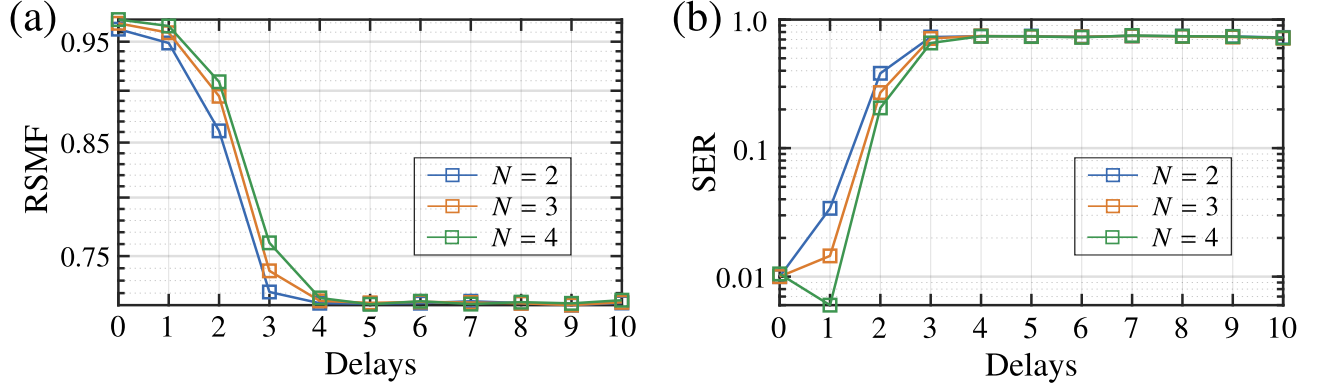 (a)
RSMF
0.95
0.85
0.75
N = 2
N = 3
N = 4
0 1 2 3 4 5 6 7 8 9 10
Delays
(b)
SER
1.0
0.1
0.01
N = 2
N = 3
N = 4
0 1 2 3 4 5 6 7 8 9 10
Delays